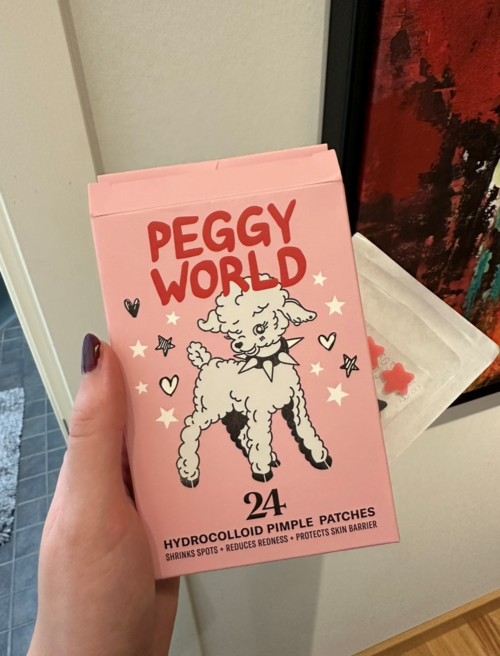 PEGGY
WORLD
24
HYDROCOLLOID PIMPLE PATCHES
SHRINKS SPOTS + REDUCES REDNESS + PROTECTS SKIN BARRIER